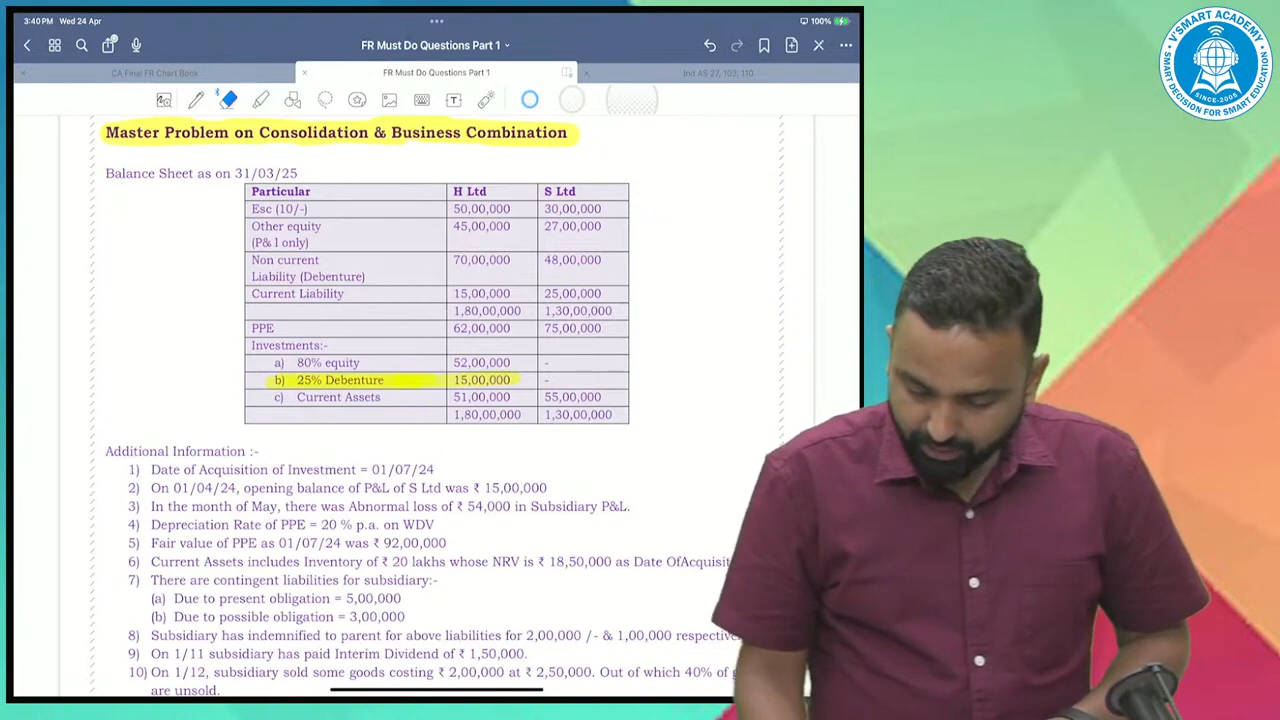 3:40 PM Wed 24 Apr
100%
FR Must Do Questions Part 1
CA Final FR Chart Book
FR Must Do Questions Part 1
Ind AS 27, 103, 110
V'SMART ACADEMY
SMART DECISION FOR SMART EDUCATION
SINCE-2005
Master Problem on Consolidation & Business Combination
Balance Sheet as on 31/03/25
Particular H Ltd S Ltd
Esc (10/-) 50,00,000 30,00,000
Other equity 45,00,000 27,00,000
(P& l only)
Non current 70,00,000 48,00,000
Liability (Debenture)
Current Liability 15,00,000 25,00,000
1,80,00,000 1,30,00,000
PPE 62,00,000 75,00,000
Investments:-
a) 80% equity 52,00,000 -
b) 25% Debenture 15,00,000 -
c) Current Assets 51,00,000 55,00,000
1,80,00,000 1,30,00,000
Additional Information :-
1) Date of Acquisition of Investment = 01/07/24
2) On 01/04/24, opening balance of P&L of S Ltd was ₹ 15,00,000
3) In the month of May, there was Abnormal loss of ₹ 54,000 in Subsidiary P&L.
4) Depreciation Rate of PPE = 20 % p.a. on WDV
5) Fair value of PPE as 01/07/24 was ₹ 92,00,000
6) Current Assets includes Inventory of ₹ 20 lakhs whose NRV is ₹ 18,50,000 as Date OfAcquisit
7) There are contingent liabilities for subsidiary:-
(a) Due to present obligation = 5,00,000
(b) Due to possible obligation = 3,00,000
8) Subsidiary has indemnified to parent for above liabilities for 2,00,000 /- & 1,00,000 respective
9) On 1/11 subsidiary has paid Interim Dividend of ₹ 1,50,000.
10) On 1/12, subsidiary sold some goods costing ₹ 2,00,000 at ₹ 2,50,000. Out of which 40% of
are unsold.